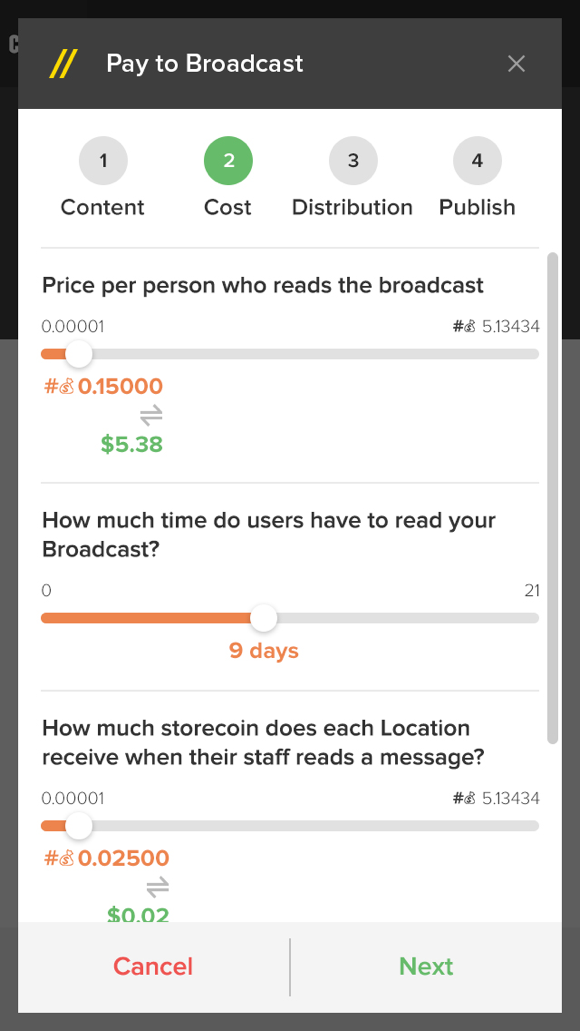 Pay to Broadcast
1 2 3 4
Content Cost Distribution Publish
Price per person who reads the broadcast
0.00001 #💰 5.13434
#💰 0.15000
⇌
$5.38
How much time do users have to read your
Broadcast?
0 21
9 days
How much storecoin does each Location
receive when their staff reads a message?
0.00001 #💰 5.13434
#💰 0.02500
⇌
$0.02
Cancel Next